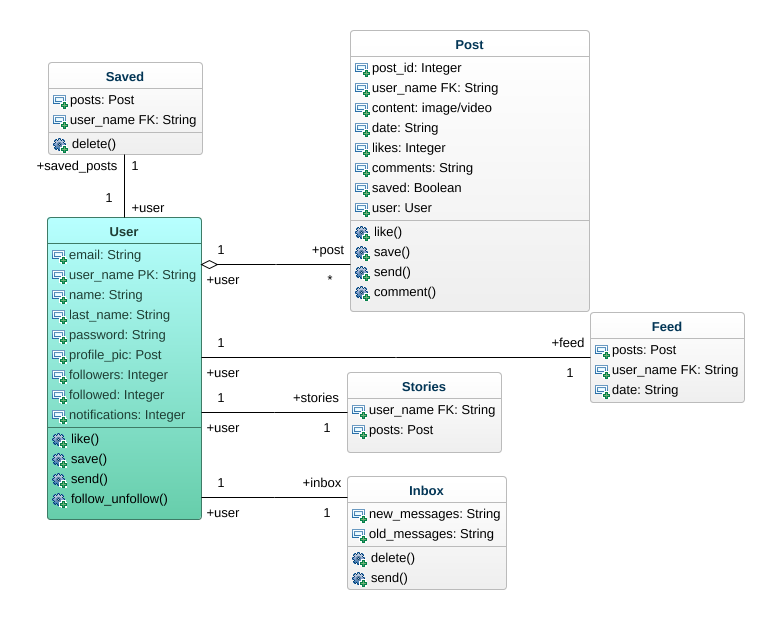 Saved
posts: Post
user_name FK: String
delete()
+saved_posts
1
1
+user
User
email: String
user_name PK: String
name: String
last_name: String
password: String
profile_pic: Post
followers: Integer
followed: Integer
notifications: Integer
like()
save()
send()
follow_unfollow()
Post
post_id: Integer
user_name FK: String
content: image/video
date: String
likes: Integer
comments: String
saved: Boolean
user: User
like()
save()
send()
comment()
1
+post
+user
*
1
+feed
+user
1
Feed
posts: Post
user_name FK: String
date: String
1
+stories
+user
1
Stories
user_name FK: String
posts: Post
1
+inbox
+user
1
Inbox
new_messages: String
old_messages: String
delete()
send()